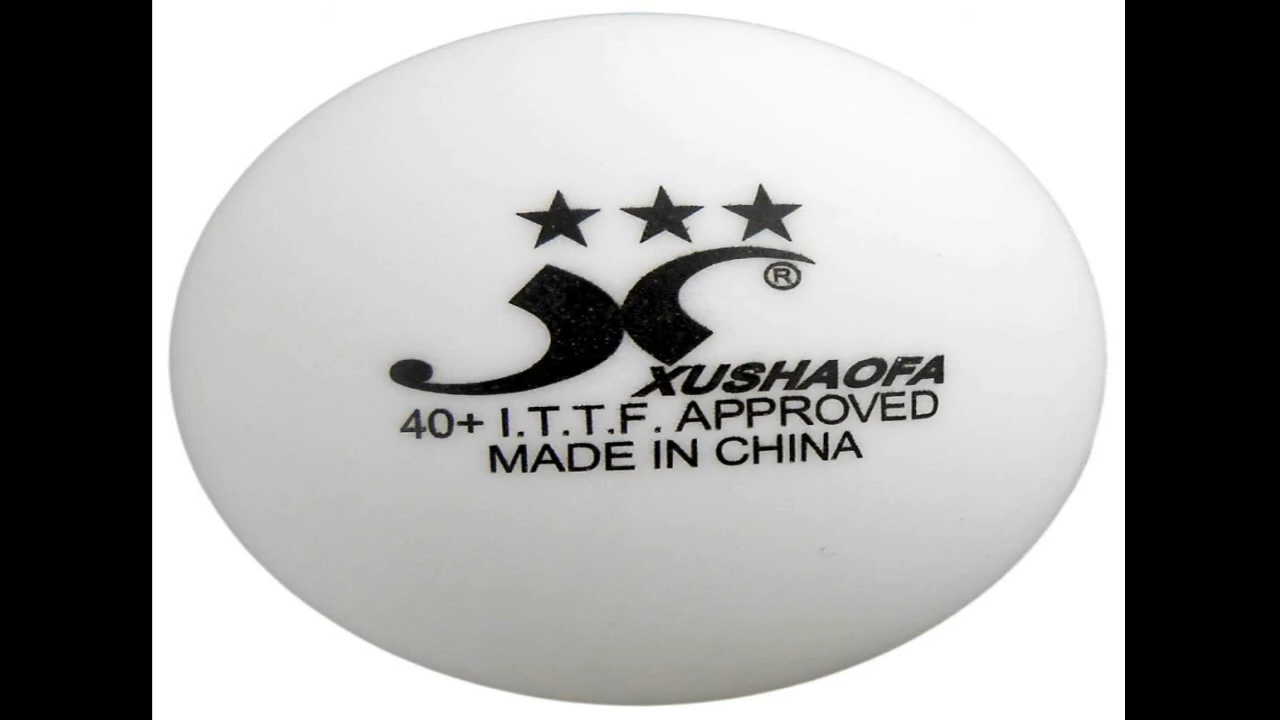 ★★★
®
XUSHAOFA
40+ I.T.T.F. APPROVED
MADE IN CHINA